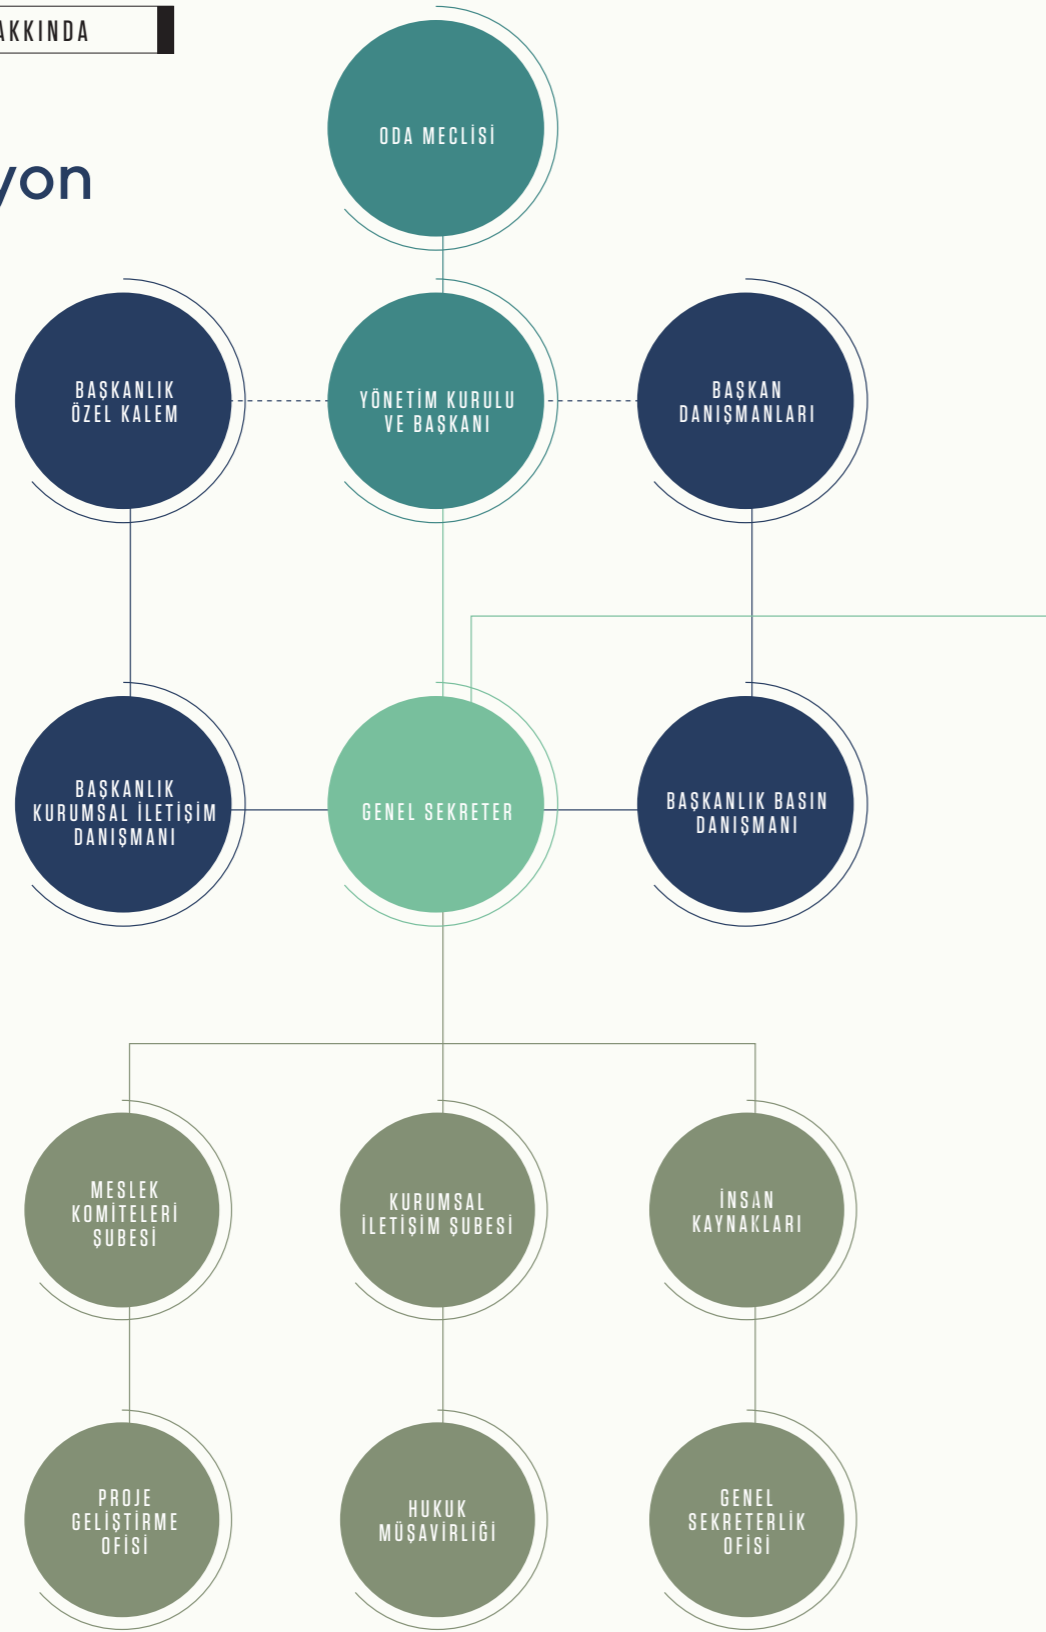 AKKINDA
yon
ODA MECLİSİ
BAŞKANLIK
ÖZEL KALEM
YÖNETİM KURULU
VE BAŞKANI
BAŞKAN
DANIŞMANLARI
BAŞKANLIK
KURUMSAL İLETİŞİM
DANIŞMANI
GENEL SEKRETER
BAŞKANLIK BASIN
DANIŞMANI
MESLEK
KOMİTELERİ
ŞUBESİ
KURUMSAL
İLETİŞİM ŞUBESİ
İNSAN
KAYNAKLARI
PROJE
GELİŞTİRME
OFİSİ
HUKUK
MÜŞAVİRLİĞİ
GENEL
SEKRETERLİK
OFİSİ